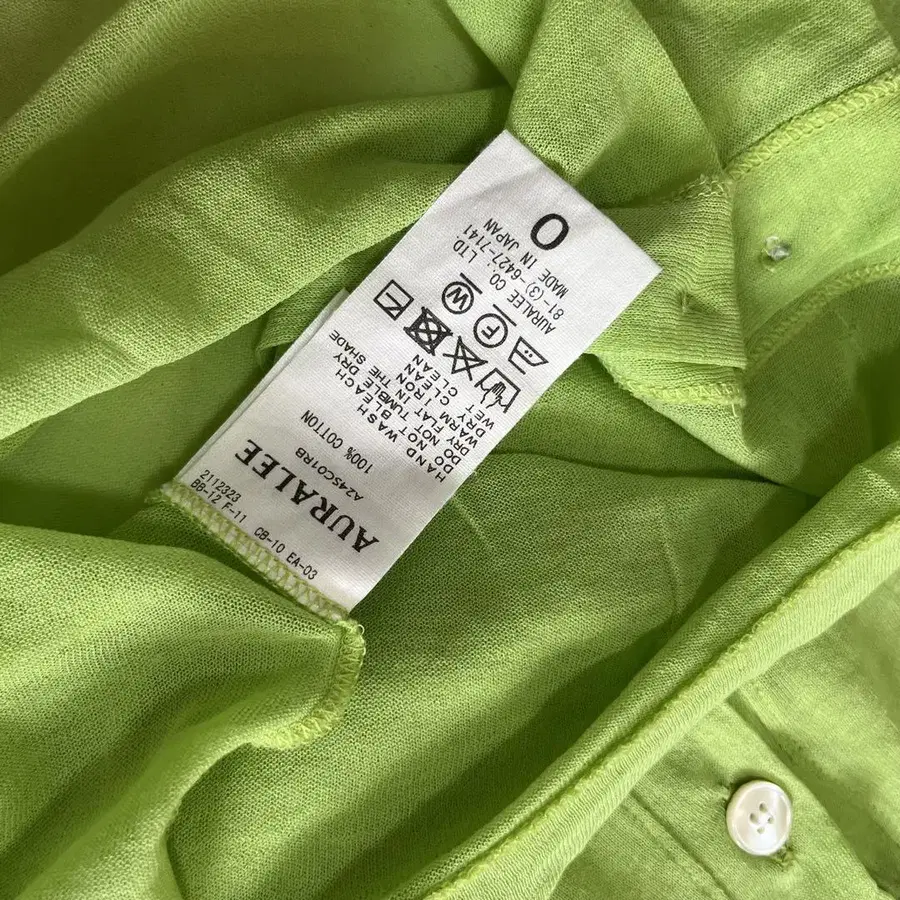 AURALEE
A24SC01RB
100% COTTON
HAND WASH
DO NOT BLEACH
DO NOT TUMBLE DRY
DRY FLAT IN THE SHADE
WARM IRON
DRY CLEAN
WET CLEAN
F
W
AURALEE CO., LTD.
81-(3)-6427-7141
MADE IN JAPAN
0
2112323
BB-12 F-11 CB-10 EA-03